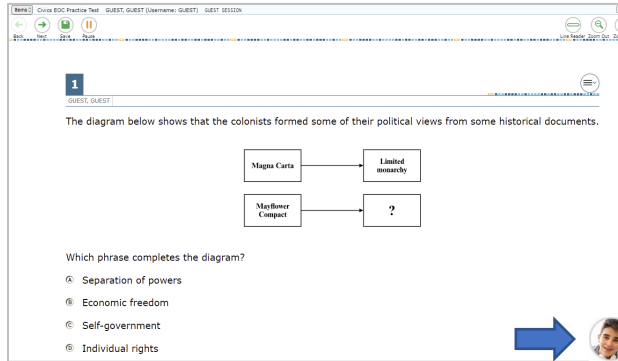 Items Civics EOC Practice Test GUEST, GUEST (Username: GUEST) GUEST SESSION
Back Next Save Pause Line Reader Zoom Out
1
GUEST, GUEST
The diagram below shows that the colonists formed some of their political views from some historical documents.
Magna Carta
Limited
monarchy
Mayflower
Compact
?
Which phrase completes the diagram?
A Separation of powers
B Economic freedom
C Self-government
D Individual rights